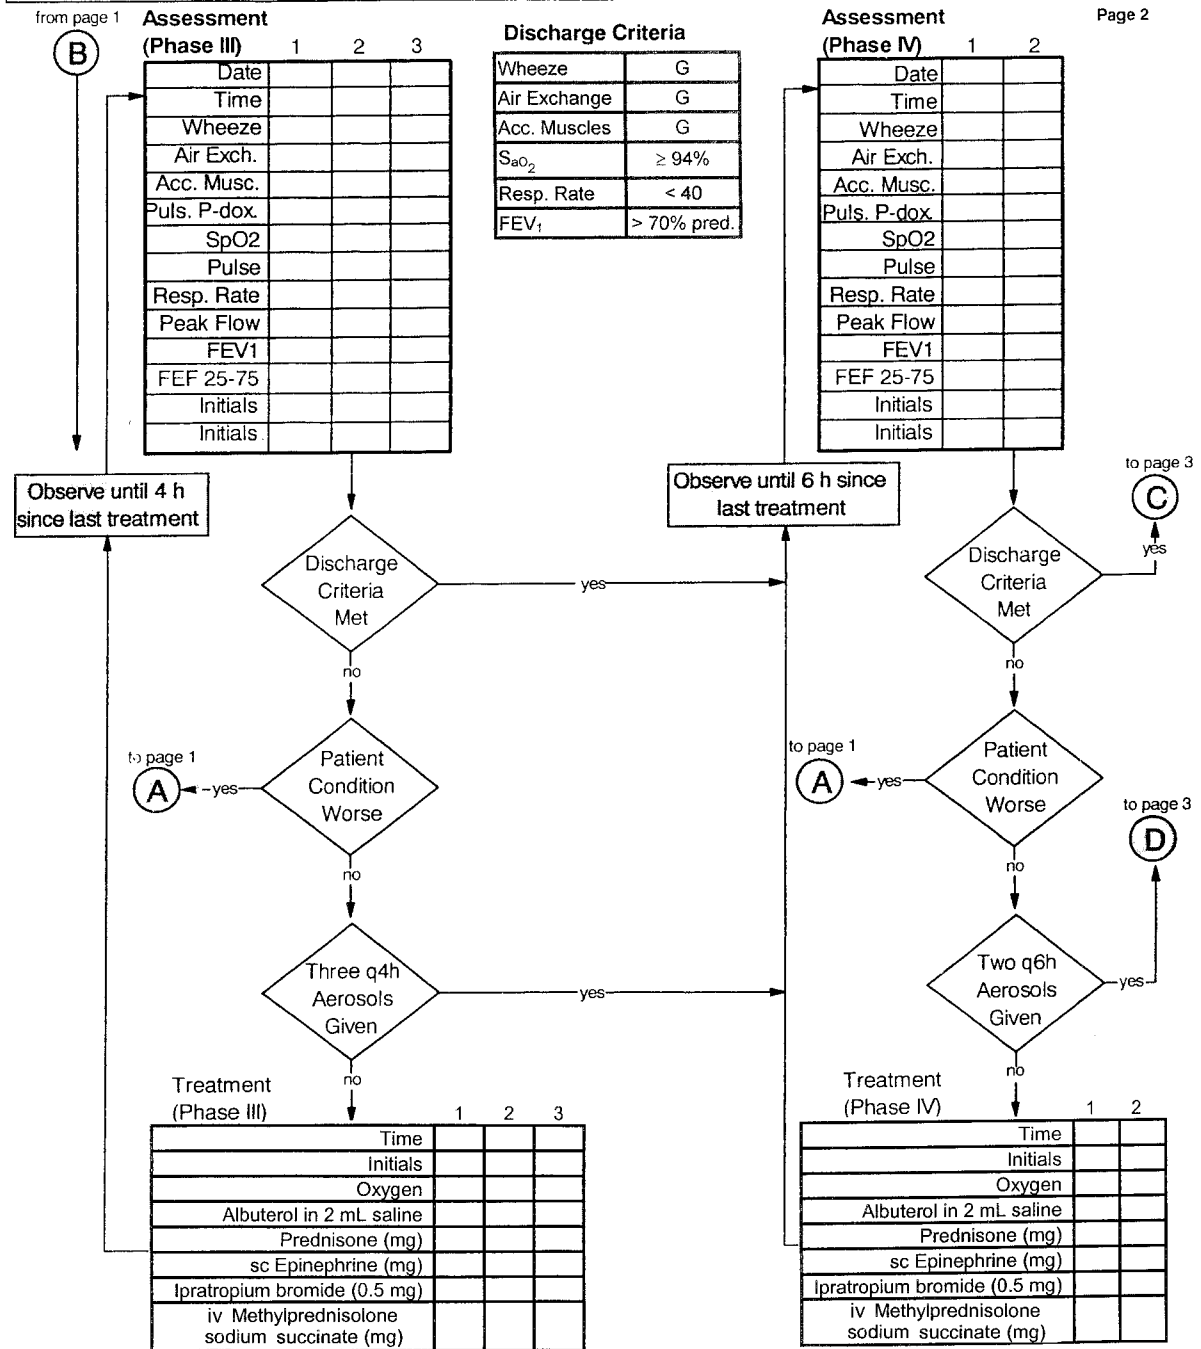 from page 1
B
Assessment
(Phase III) 1 2 3
Date
Time
Wheeze
Air Exch.
Acc. Musc.
Puls. P-dox.
SpO2
Pulse
Resp. Rate
Peak Flow
FEV1
FEF 25-75
Initials
Initials
Discharge Criteria
Wheeze G
Air Exchange G
Acc. Muscles G
SaO2 ≥ 94%
Resp. Rate < 40
FEV1 > 70% pred.
Page 2
Assessment
(Phase IV) 1 2
Date
Time
Wheeze
Air Exch.
Acc. Musc.
Puls. P-dox.
SpO2
Pulse
Resp. Rate
Peak Flow
FEV1
FEF 25-75
Initials
Initials
Observe until 4 h
since last treatment
Discharge
Criteria
Met
yes
no
to page 1
A
yes
Patient
Condition
Worse
no
Three q4h
Aerosols
Given
yes
no
Treatment
(Phase III) 1 2 3
Time
Initials
Oxygen
Albuterol in 2 mL saline
Prednisone (mg)
sc Epinephrine (mg)
Ipratropium bromide (0.5 mg)
iv Methylprednisolone
sodium succinate (mg)
Observe until 6 h since
last treatment
to page 3
C
yes
Discharge
Criteria
Met
no
to page 1
A
yes
Patient
Condition
Worse
no
to page 3
D
Two q6h
Aerosols
Given
yes
no
Treatment
(Phase IV) 1 2
Time
Initials
Oxygen
Albuterol in 2 mL saline
Prednisone (mg)
sc Epinephrine (mg)
Ipratropium bromide (0.5 mg)
iv Methylprednisolone
sodium succinate (mg)